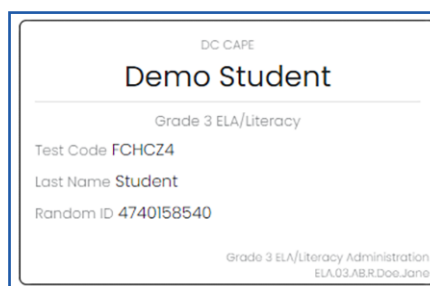 DC CAPE
Demo Student
Grade 3 ELA/Literacy
Test Code FCHCZ4
Last Name Student
Random ID 4740158540
Grade 3 ELA/Literacy Administration
ELA.03.AB.R.Doe.Jane